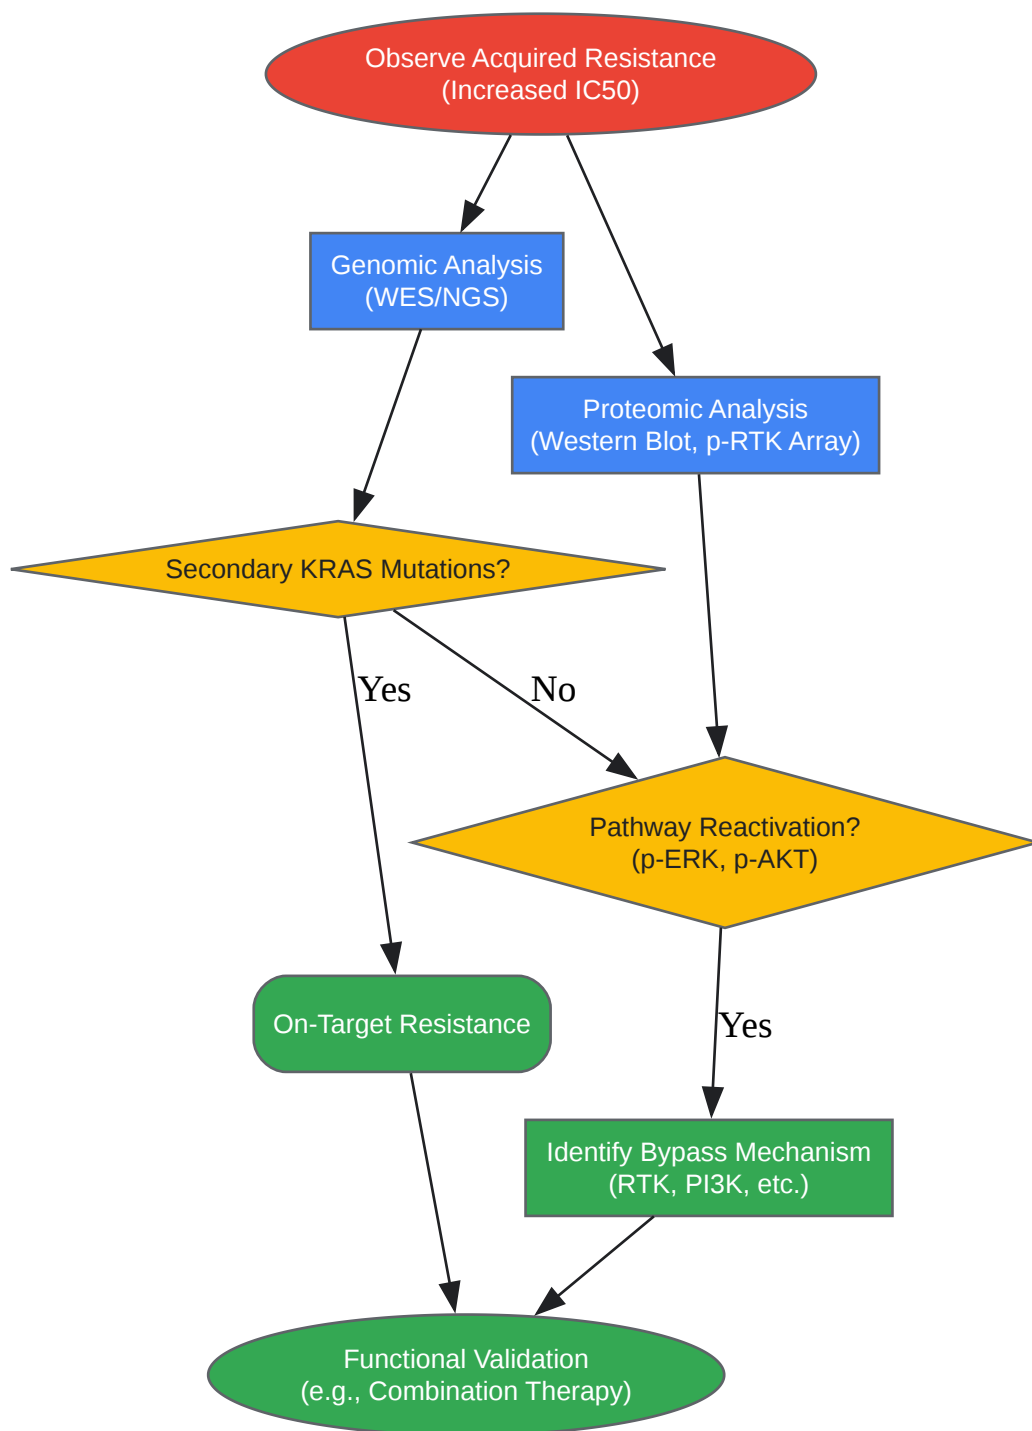 Observe Acquired Resistance
(Increased IC50)
Genomic Analysis
(WES/NGS)
Proteomic Analysis
(Western Blot, p-RTK Array)
Secondary KRAS Mutations?
Yes
No
Pathway Reactivation?
(p-ERK, p-AKT)
On-Target Resistance
Yes
Identify Bypass Mechanism
(RTK, PI3K, etc.)
Functional Validation
(e.g., Combination Therapy)